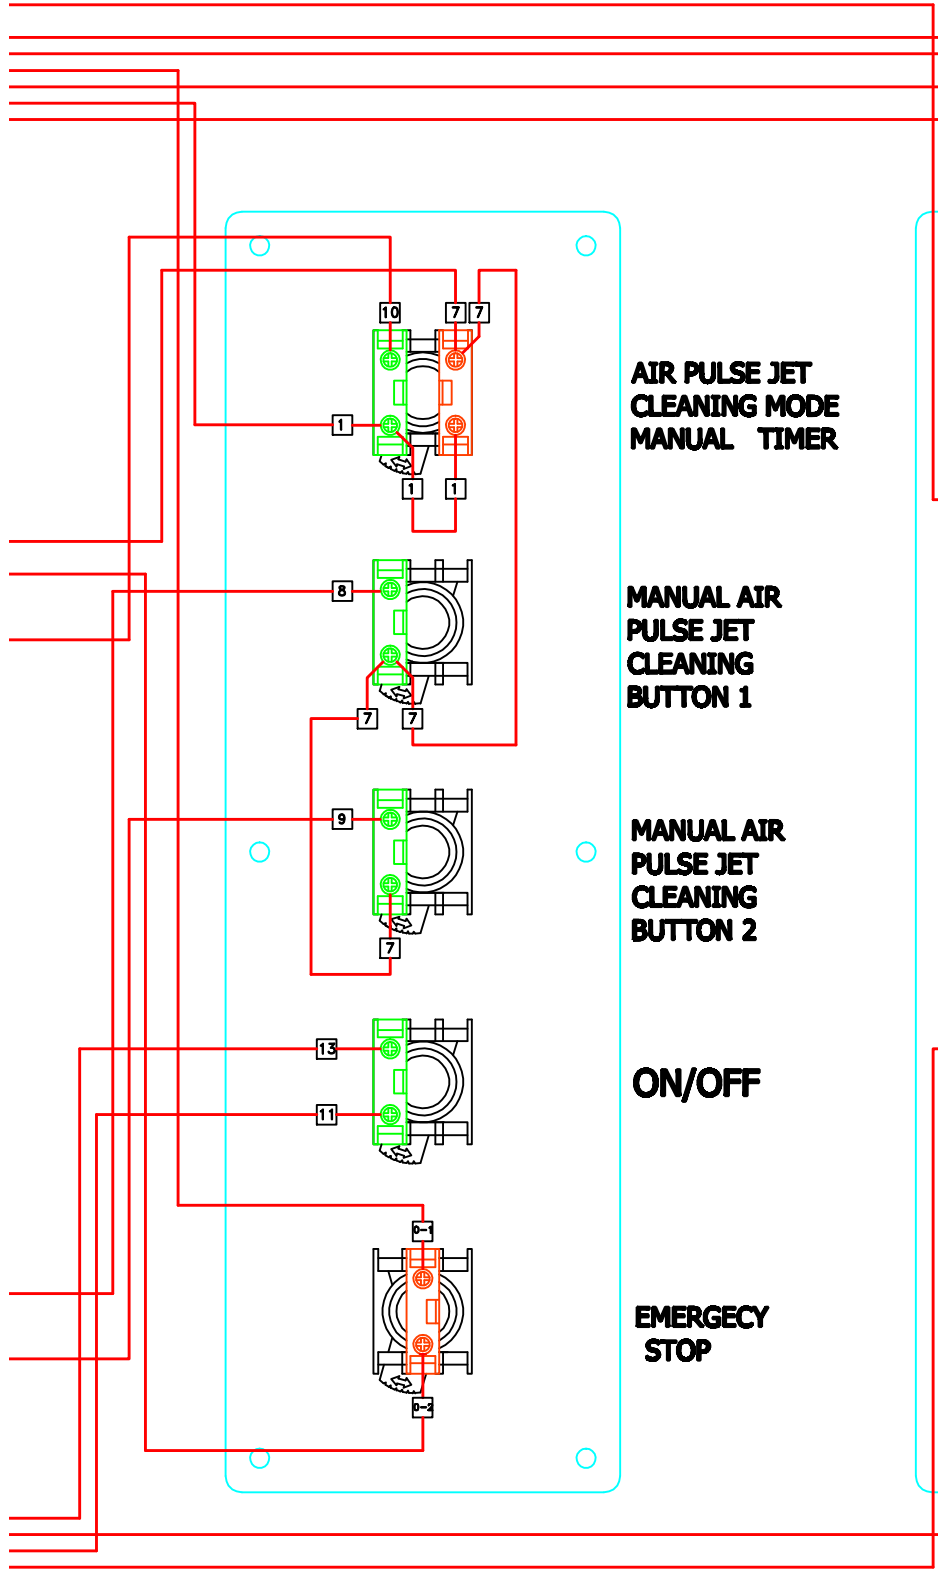 10
7
7
AIR PULSE JET
CLEANING MODE
MANUAL TIMER
1
1
1
8
MANUAL AIR
PULSE JET
CLEANING
BUTTON 1
7
7
9
MANUAL AIR
PULSE JET
CLEANING
BUTTON 2
7
13
ON/OFF
11
0-1
EMERGECY
STOP
0-2